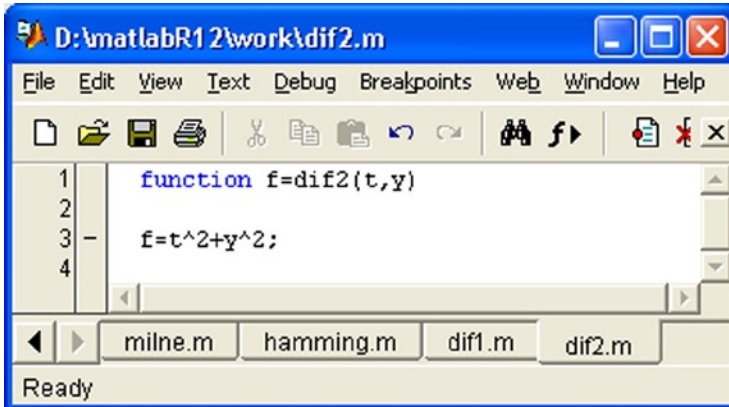 D:\matlabR12\work\dif2.m
File Edit View Text Debug Breakpoints Web Window Help
1 function f=dif2(t,y)
2
3 – f=t^2+y^2;
4
milne.m hamming.m dif1.m dif2.m
Ready